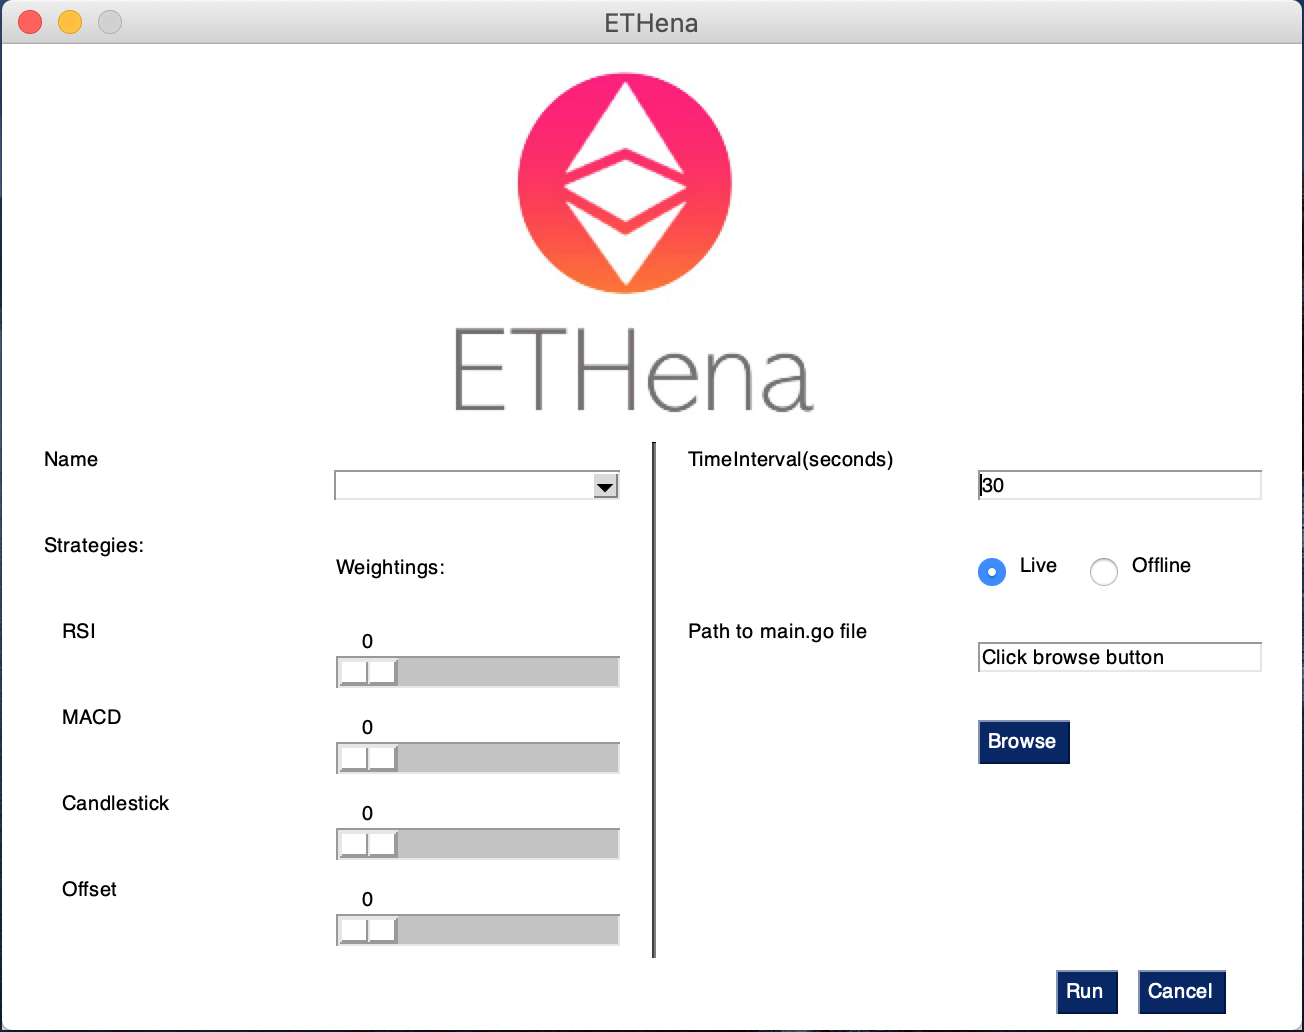 ETHena
ETHena
Name
Strategies:
Weightings:
RSI
0
MACD
0
Candlestick
0
Offset
0
TimeInterval(seconds)
30
Live
Offline
Path to main.go file
Click browse button
Browse
Run
Cancel